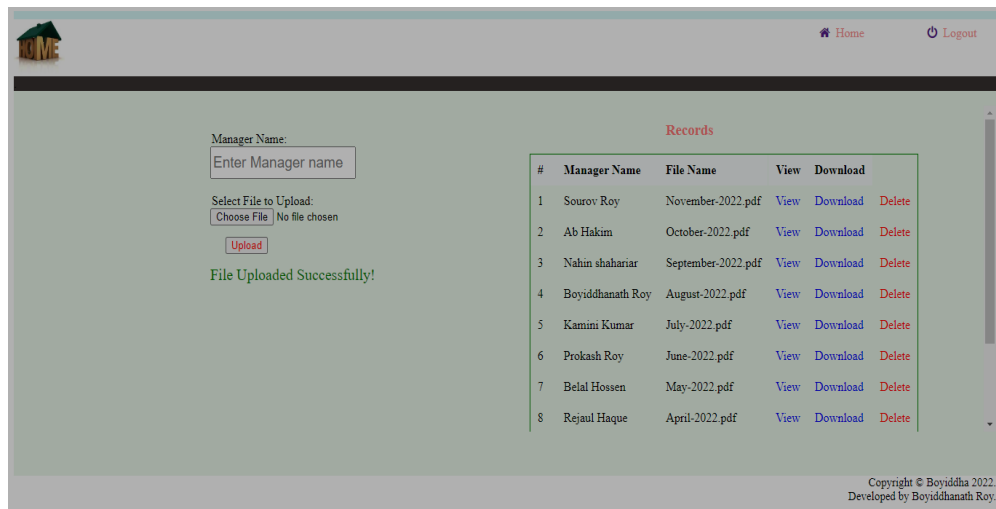 HOME
Home Logout
Manager Name:
Enter Manager name
Select File to Upload:
Choose File No file chosen
Upload
File Uploaded Successfully!
Records
# Manager Name File Name View Download
1 Sourov Roy November-2022.pdf View Download Delete
2 Ab Hakim October-2022.pdf View Download Delete
3 Nahin shahariar September-2022.pdf View Download Delete
4 Boyiddhanath Roy August-2022.pdf View Download Delete
5 Kamini Kumar July-2022.pdf View Download Delete
6 Prokash Roy June-2022.pdf View Download Delete
7 Belal Hossen May-2022.pdf View Download Delete
8 Rejaul Haque April-2022.pdf View Download Delete
Copyright © Boyiddha 2022.
Developed by Boyiddhanath Roy.